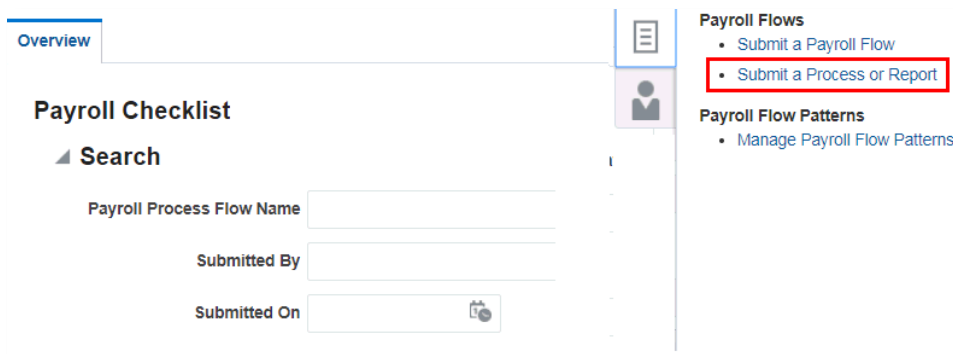 Overview
Payroll Checklist
Search
Payroll Process Flow Name
Submitted By
Submitted On
Payroll Flows
Submit a Payroll Flow
Submit a Process or Report
Payroll Flow Patterns
Manage Payroll Flow Patterns